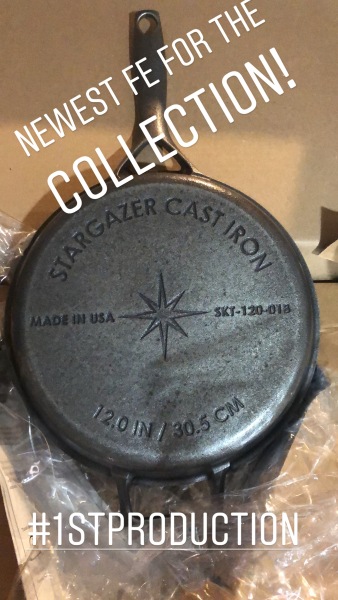 NEWEST FE FOR THE
COLLECTION!
STARGAZER CAST IRON
MADE IN USA
SKT-120-01B
12.0 IN / 30.5 CM
#1STPRODUCTION